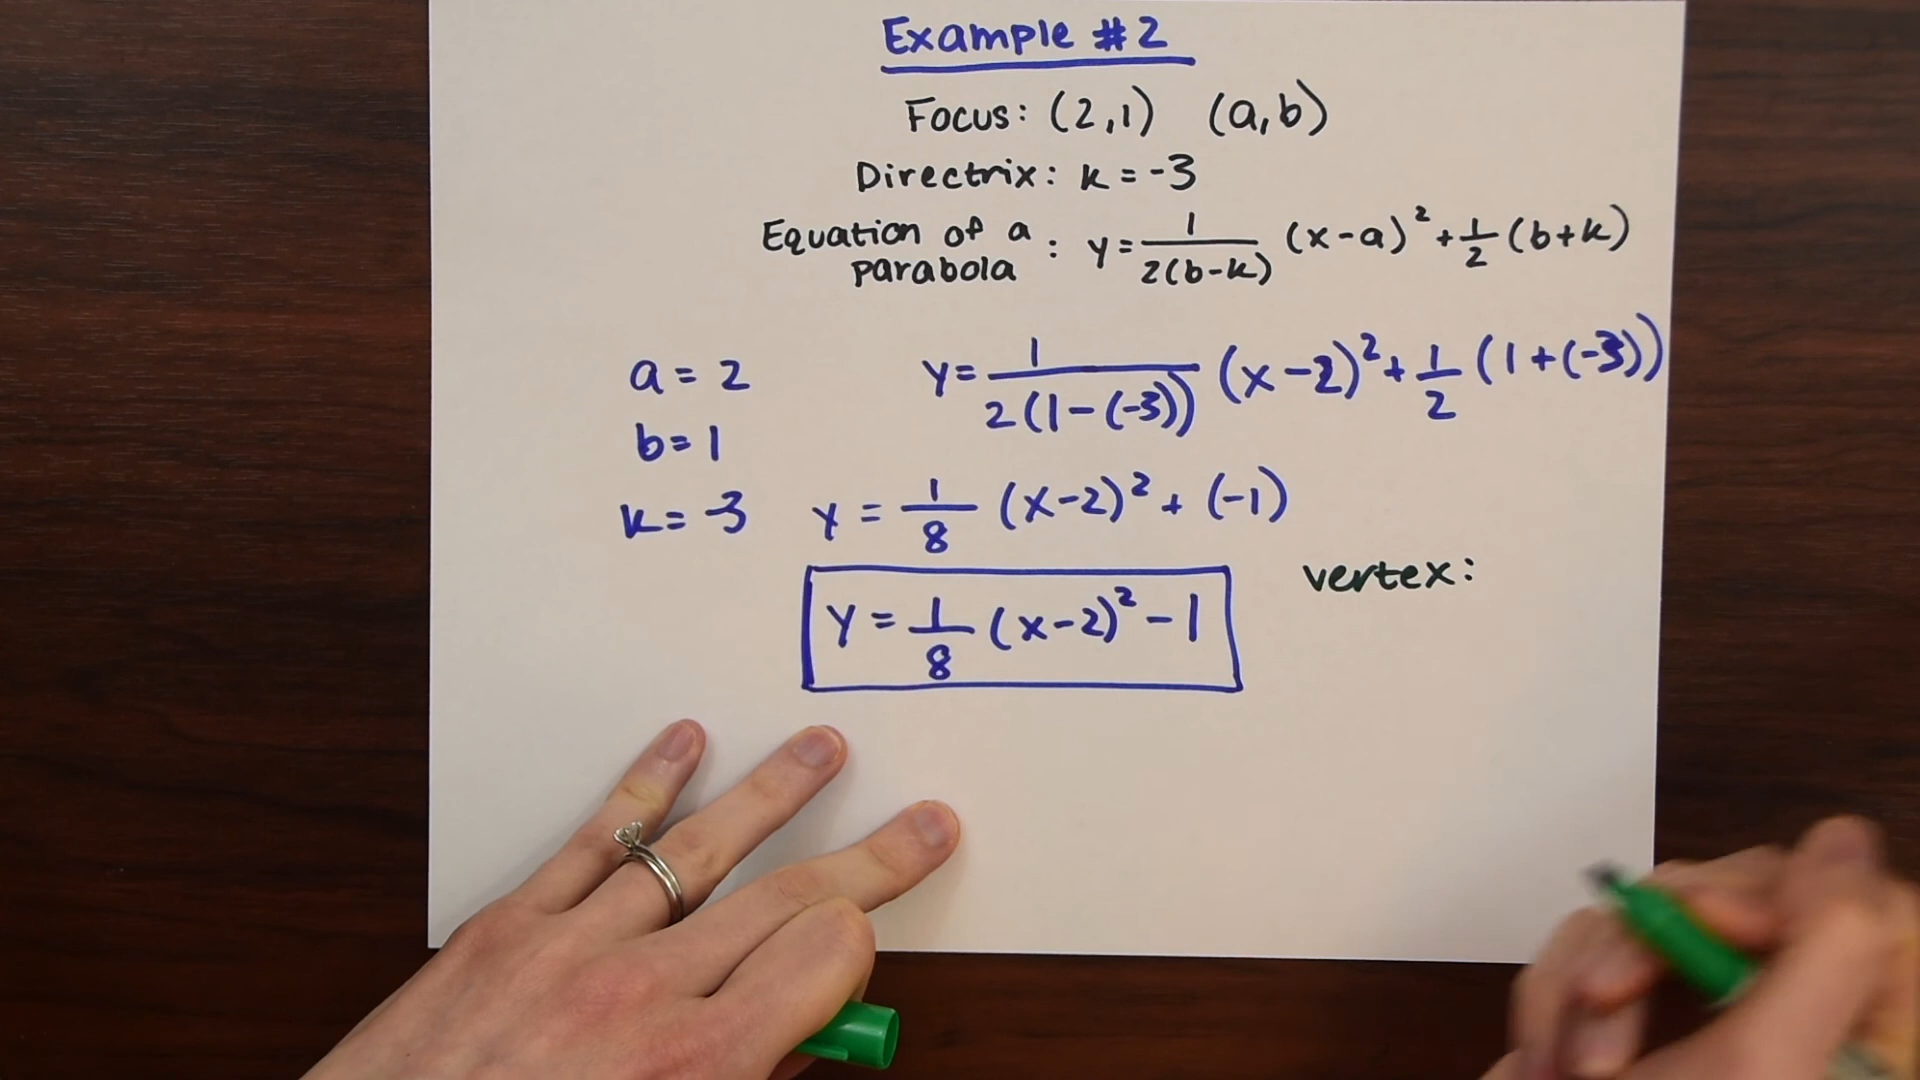 Example #2
Focus: (2,1) (a,b)
Directrix: k = -3
Equation of a parabola : y = 1/2(b-k) (x-a)² + 1/2 (b+k)
a = 2
b = 1
k = -3
y = 1/2(1-(-3)) (x-2)² + 1/2 (1+(-3))
y = 1/8 (x-2)² + (-1)
y = 1/8 (x-2)² - 1
vertex: